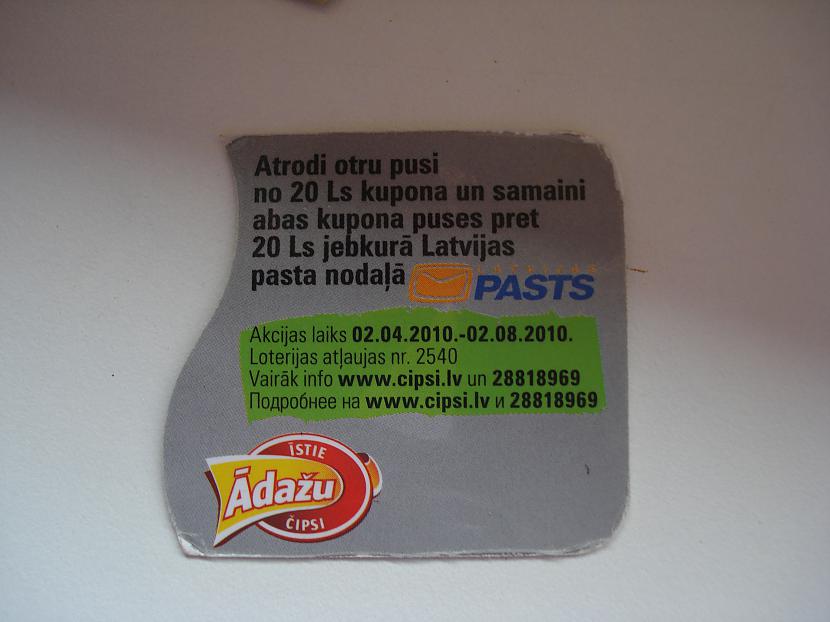 Atrodi otru pusi
no 20 Ls kupona un samaini
abas kupona puses pret
20 Ls jebkurā Latvijas
pasta nodaļā
LATVIJAS
PASTS
Akcijas laiks 02.04.2010.-02.08.2010.
Loterijas atļaujas nr. 2540
Vairāk info www.cipsi.lv un 28818969
Подробнее на www.cipsi.lv и 28818969
ĪSTIE
Ādažu
ČIPSI